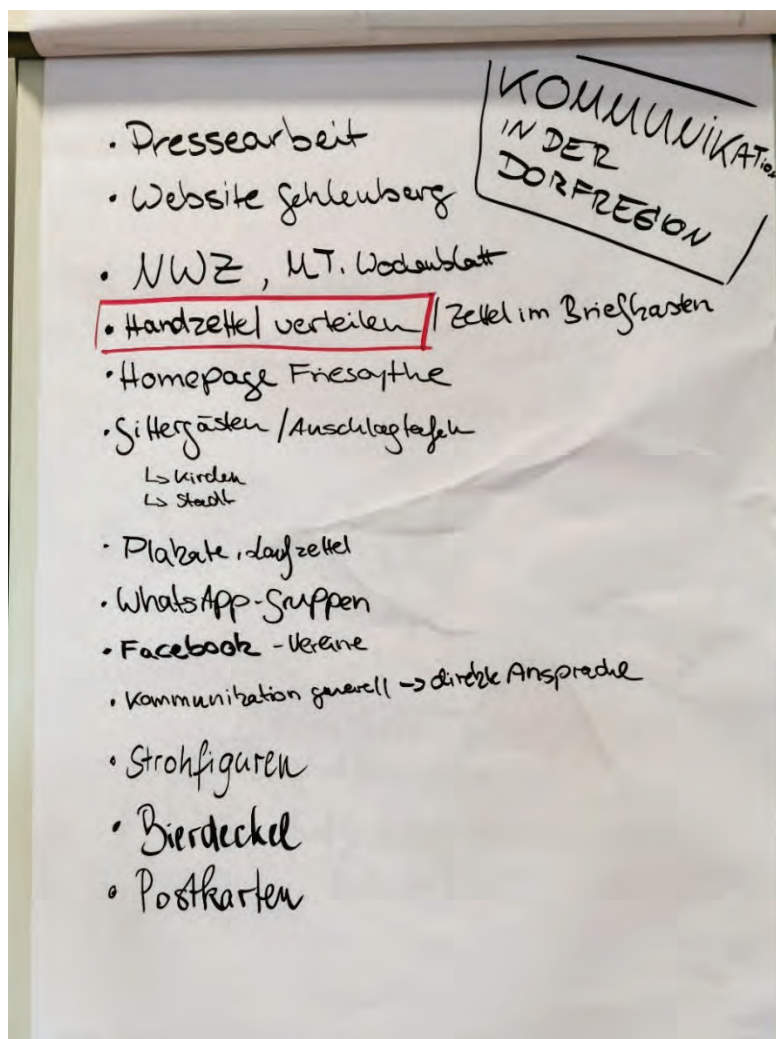 KOMMUNIKATion
IN DER
DORFREGION
• Pressearbeit
• Website Gehlenberg
• NWZ, MT. Wochenblatt
• Handzettel verteilen / Zettel im Briefkasten
• Homepage Friesoythe
• Gitterkästen / Anschlagtafeln
↳ Kirchen
↳ Stadt
• Plakate, Laufzettel
• WhatsApp-Gruppen
• Facebook - Vereine
• Kommunikation generell -> direkte Ansprache
• Strohfiguren
• Bierdeckel
• Postkarten